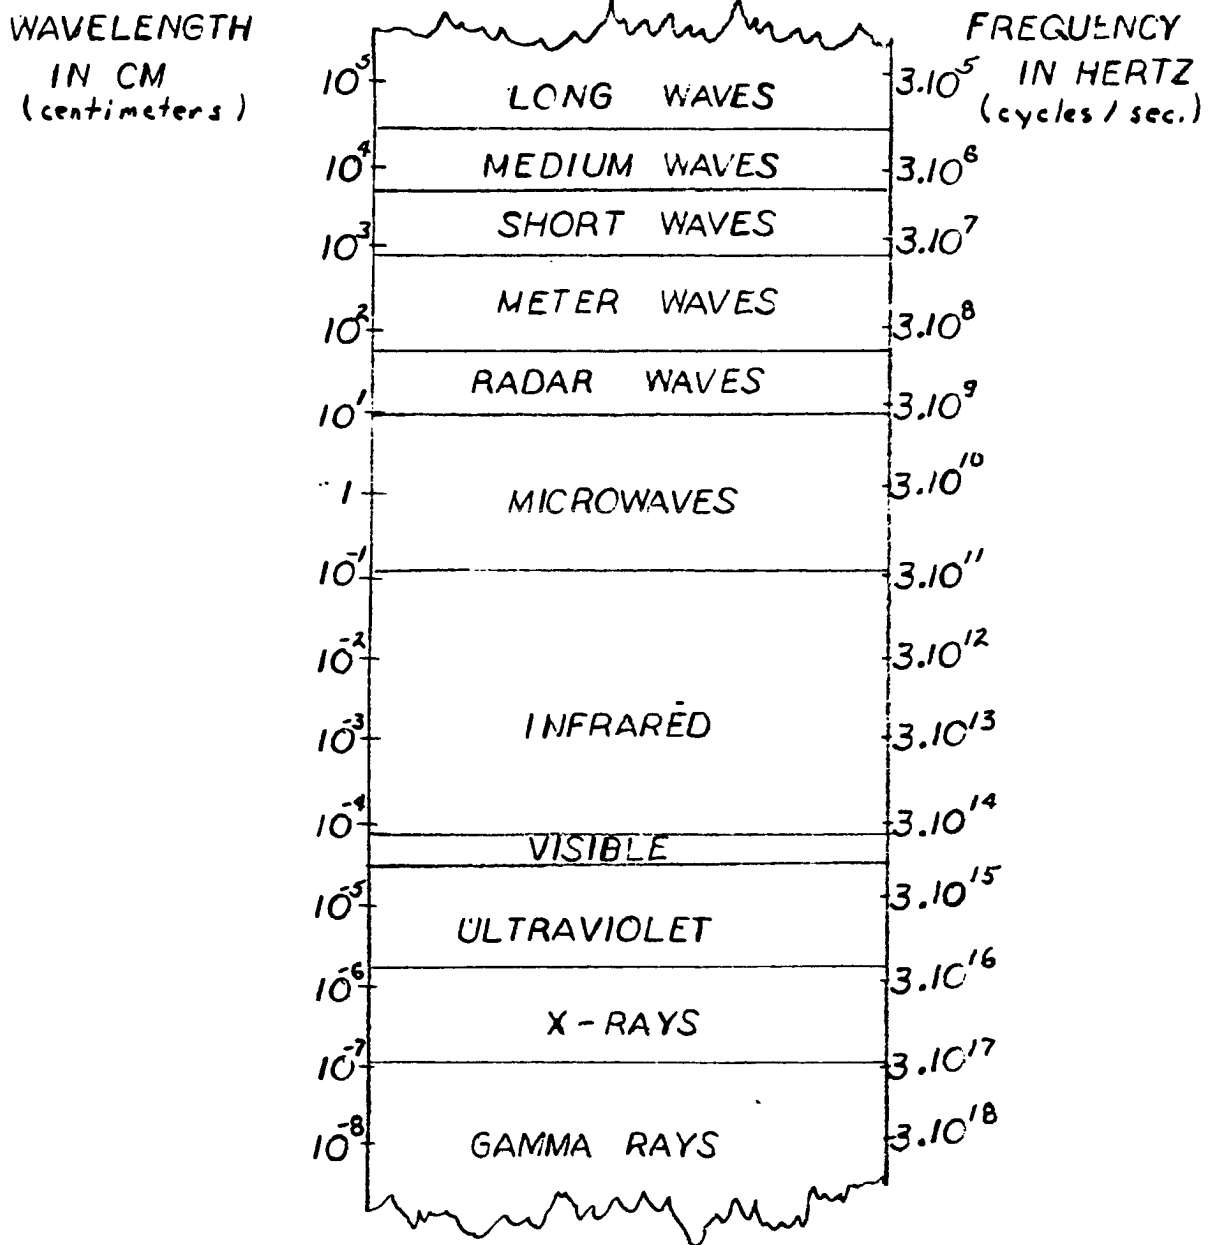 WAVELENGTH
IN CM
(centimeters)
FREQUENCY
IN HERTZ
(cycles/sec.)
10⁵ LONG WAVES 3.10⁵
10⁴ MEDIUM WAVES 3.10⁶
10³ SHORT WAVES 3.10⁷
10² METER WAVES 3.10⁸
RADAR WAVES
10¹ 3.10⁹
1 MICROWAVES 3.10¹⁰
10⁻¹ 3.10¹¹
10⁻² 3.10¹²
10⁻³ INFRARED 3.10¹³
10⁻⁴ 3.10¹⁴
VISIBLE
10⁻⁵ 3.10¹⁵
ULTRAVIOLET
10⁻⁶ 3.10¹⁶
X-RAYS
10⁻⁷ 3.10¹⁷
10⁻⁸ GAMMA RAYS 3.10¹⁸